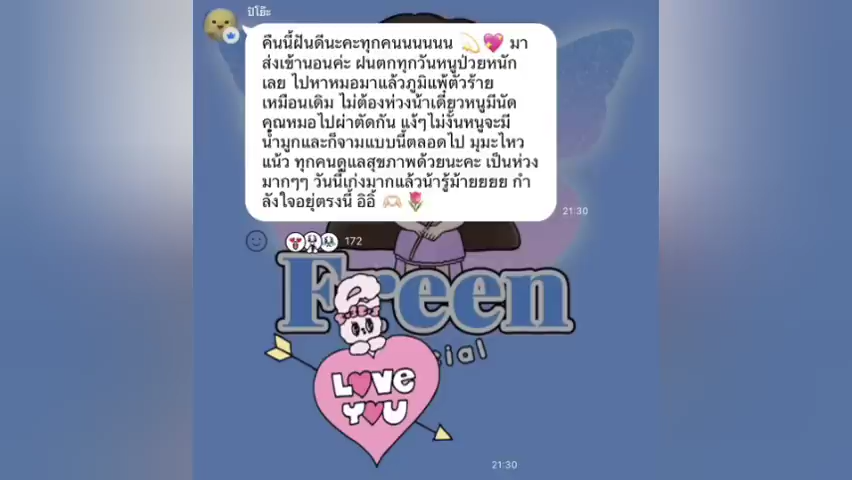 ปิโย๊ะ
คืนนี้ฝันดีนะคะทุกคนนนนนน 💫💖 มา
ส่งเข้านอนค่ะ ฝนตกทุกวันหนูป่วยหนัก
เลย ไปหาหมอมาแล้วภูมิแพ้ตัวร้าย
เหมือนเดิม ไม่ต้องห่วงน้าเดี๋ยวหนูมีนัด
คุณหมอไปผ่าตัดกัน แง้ๆไม่งั้นหนูจะมี
น้ำมูกและก็จามแบบนี้ตลอดไป มุมะไหว
แน้ว ทุกคนดูแลสุขภาพด้วยนะคะ เป็นห่วง
มากๆๆ วันนี้เก่งมากแล้วน้ารู้ม้ายยยย กำ
ลังใจอยู่ตรงนี้ อิอิ้ 🫶🏻🌷
21:30
172
Freen
cial
LOVE
YOU
21:30